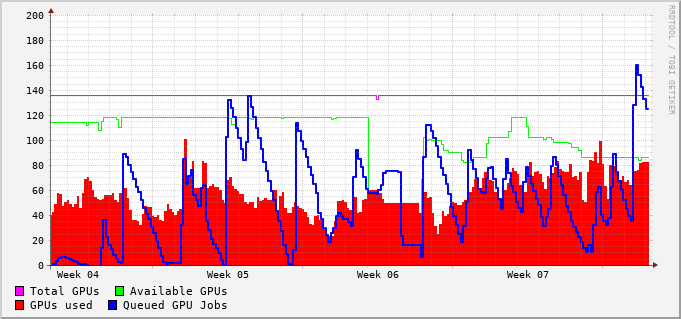 200
180
160
140
120
100
80
60
40
20
0
Week 04 Week 05 Week 06 Week 07
Total GPUs Available GPUs
GPUs used Queued GPU Jobs
RRDTOOL / TOBI OETIKER